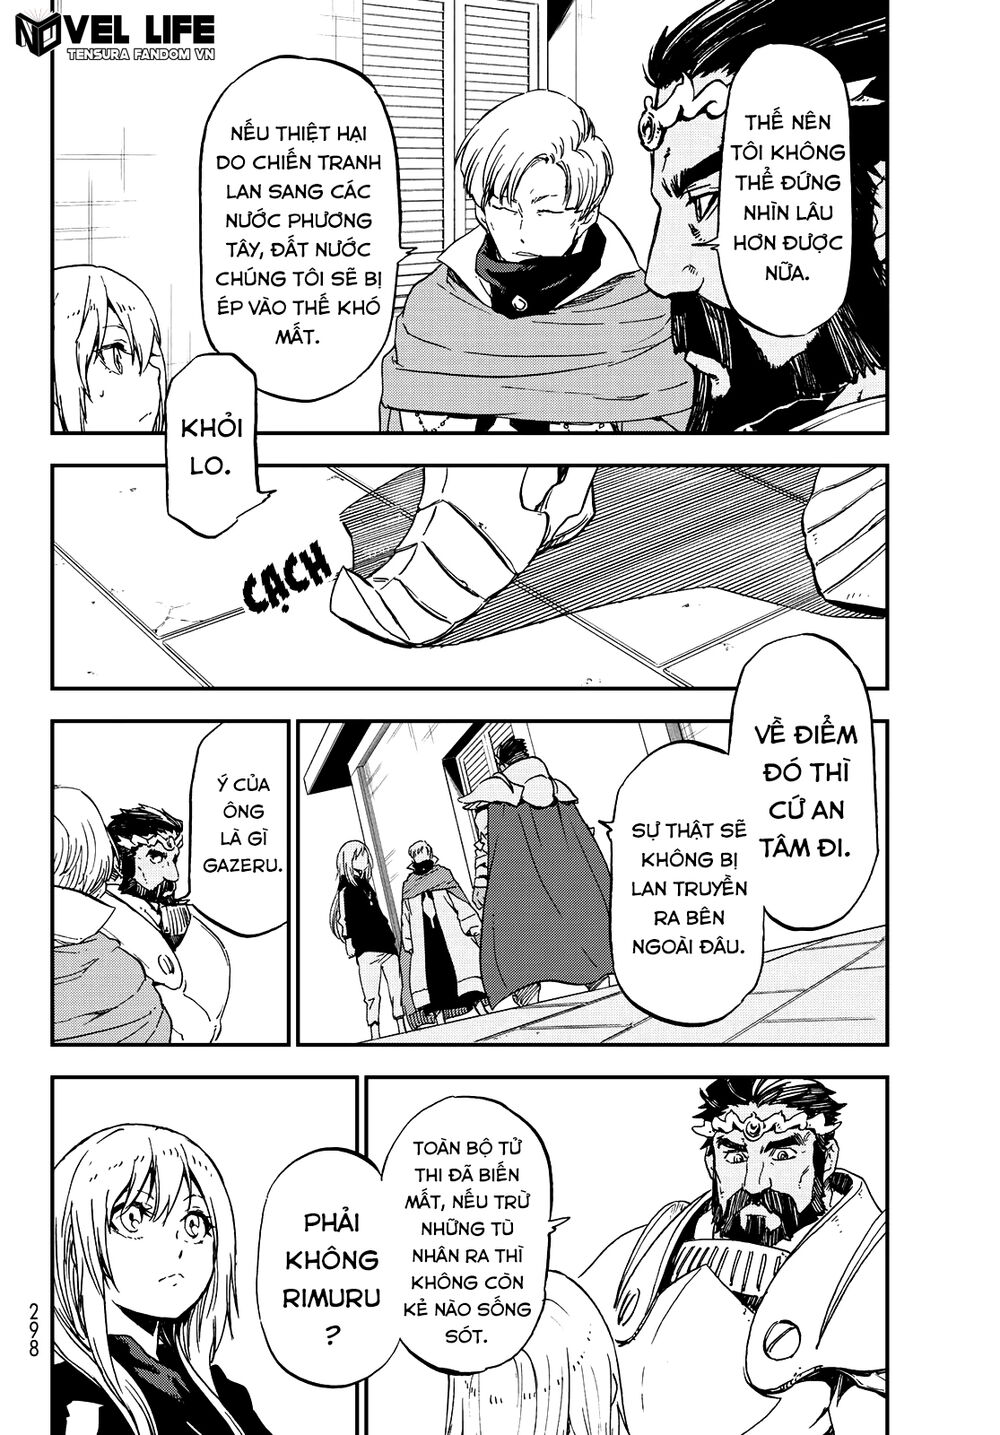 NOVEL LIFE
TENSURA FANDOM VN
THẾ NÊN
TÔI KHÔNG
THỂ ĐỨNG
NHÌN LÂU
HƠN ĐƯỢC
NỮA.
NẾU THIỆT HẠI
DO CHIẾN TRANH
LAN SANG CÁC
NƯỚC PHƯƠNG
TÂY, ĐẤT NƯỚC
CHÚNG TÔI SẼ BỊ
ÉP VÀO THẾ KHÓ
MẤT.
KHỎI
LO.
CẠCH
VỀ ĐIỂM
ĐÓ THÌ
CỨ AN
TÂM ĐI.
SỰ THẬT SẼ
KHÔNG BỊ
LAN TRUYỀN
RA BÊN
NGOÀI ĐÂU.
Ý CỦA
ÔNG
LÀ GÌ
GAZERU.
TOÀN BỘ TỬ
THI ĐÃ BIẾN
MẤT, NẾU TRỪ
NHỮNG TÙ
NHÂN RA THÌ
KHÔNG CÒN
KẺ NÀO SỐNG
SÓT.
PHẢI
KHÔNG
RIMURU
?
298